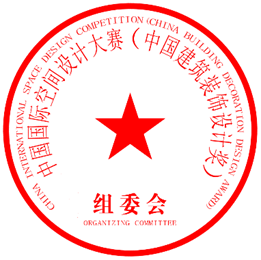 CHINA INTERNATIONAL SPACE DESIGN COMPETITION(CHINA BUILDING DECORATION DESIGN AWARD)
中国国际空间设计大赛(中国建筑装饰设计奖)
组委会
ORGANIZING COMMITTEE